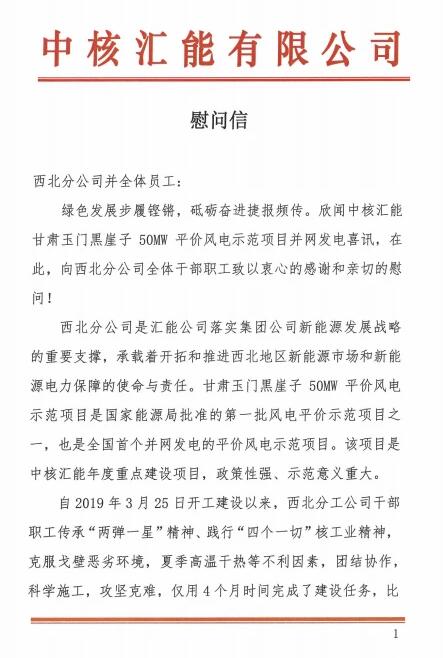 中核汇能有限公司
慰问信
西北分公司并全体员工：
绿色发展步履铿锵，砥砺奋进捷报频传。欣闻中核汇能
甘肃玉门黑崖子 50MW 平价风电示范项目并网发电喜讯，在
此，向西北分公司全体干部职工致以衷心的感谢和亲切的慰
问！
西北分公司是汇能公司落实集团公司新能源发展战略
的重要支撑，承载着开拓和推进西北地区新能源市场和新能
源电力保障的使命与责任。甘肃玉门黑崖子 50MW 平价风电
示范项目是国家能源局批准的第一批风电平价示范项目之
一，也是全国首个并网发电的平价风电示范项目。该项目是
中核汇能年度重点建设项目，政策性强、示范意义重大。
自 2019 年 3 月 25 日开工建设以来，西北分工公司干部
职工传承“两弹一星”精神、践行“四个一切”核工业精神，
克服戈壁恶劣环境，夏季高温干热等不利因素，团结协作，
科学施工，攻坚克难，仅用 4 个月时间完成了建设任务，比
1